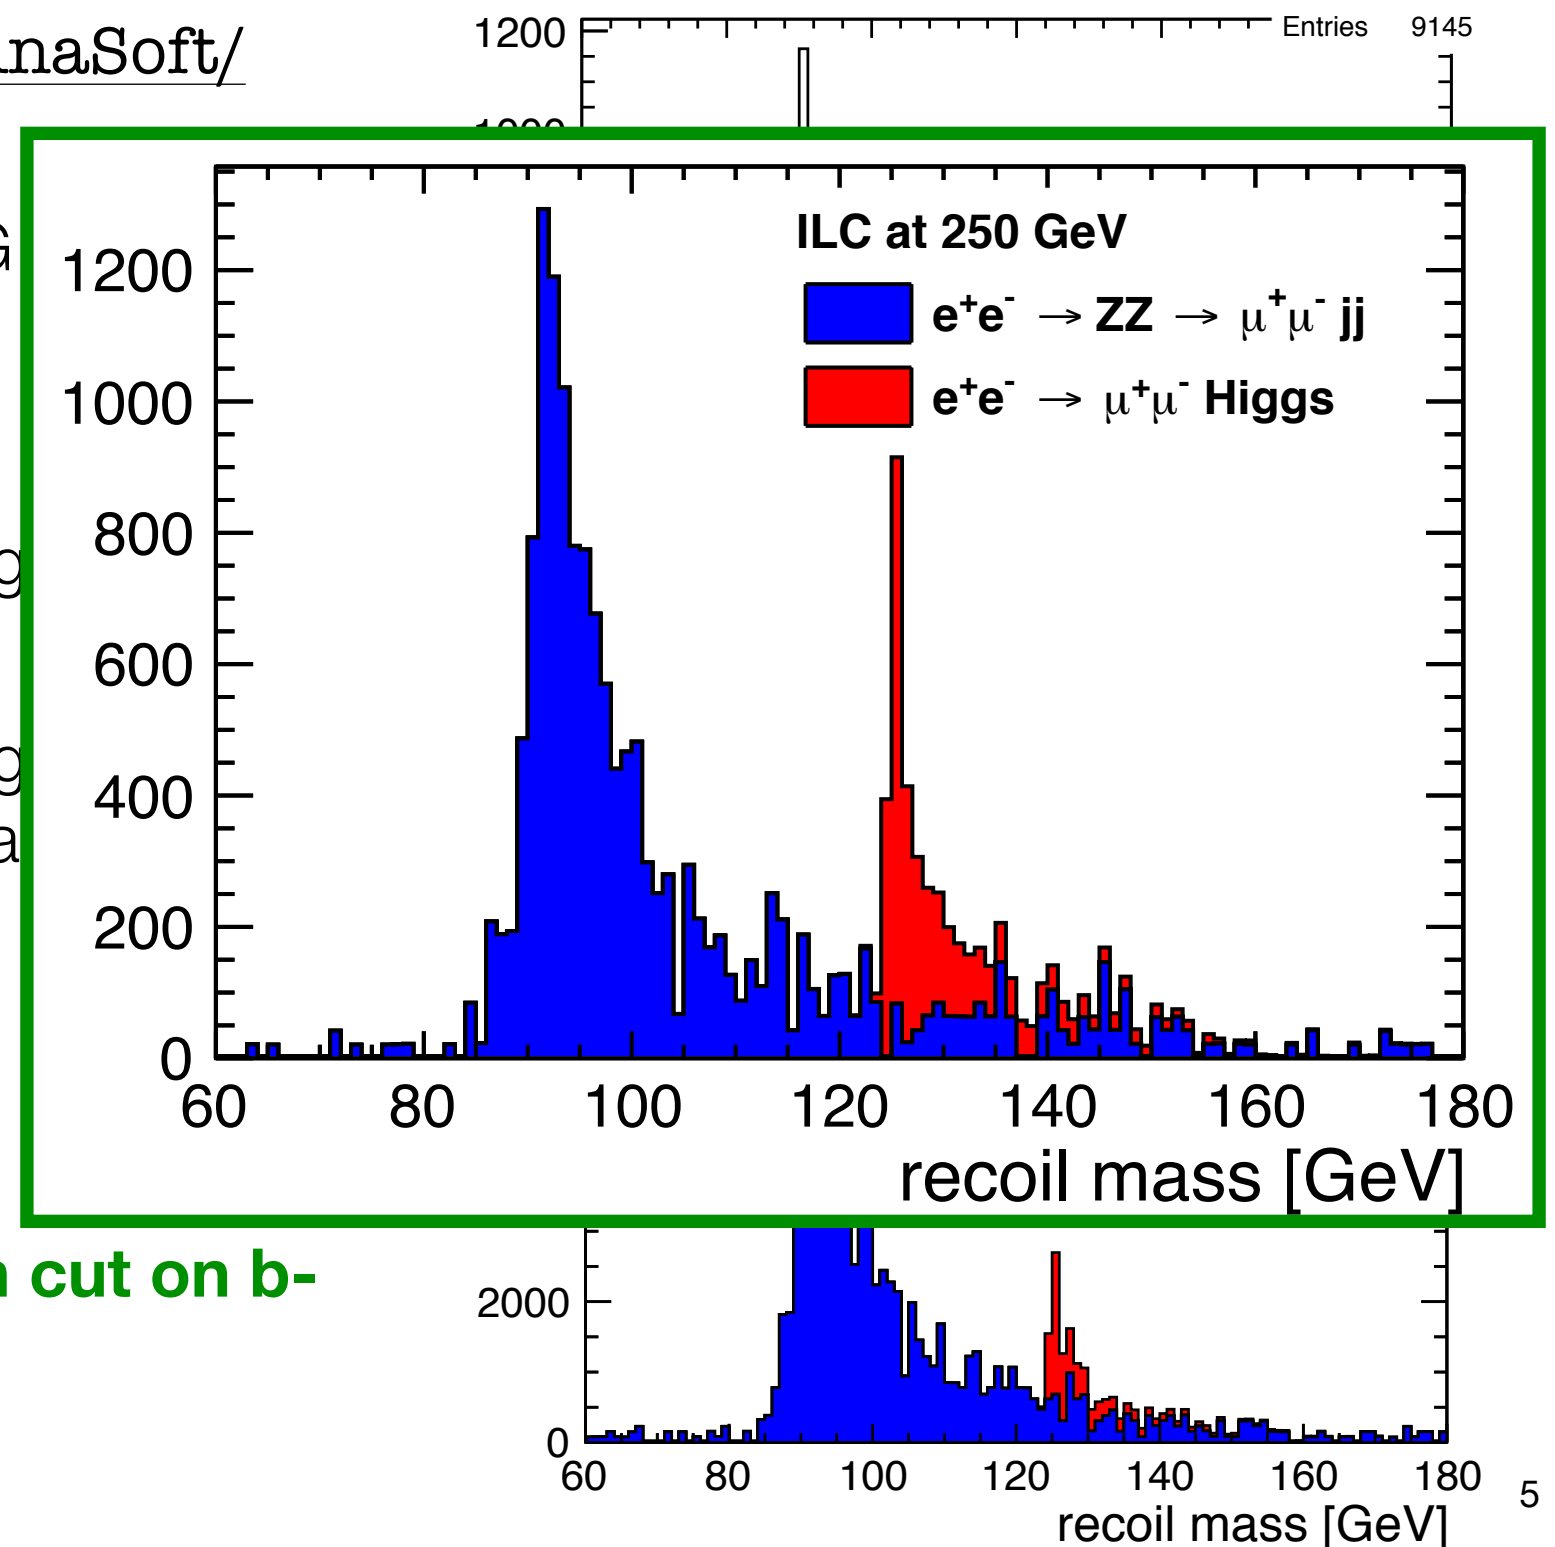 1200
Entries 9145
1200
1000
800
600
400
200
0
ILC at 250 GeV
e+e- → ZZ → μ+μ- jj
e+e- → μ+μ- Higgs
60 80 100 120 140 160 180
recoil mass [GeV]
cut on b-
2000
0
60 80 100 120 140 160 180
recoil mass [GeV]
5